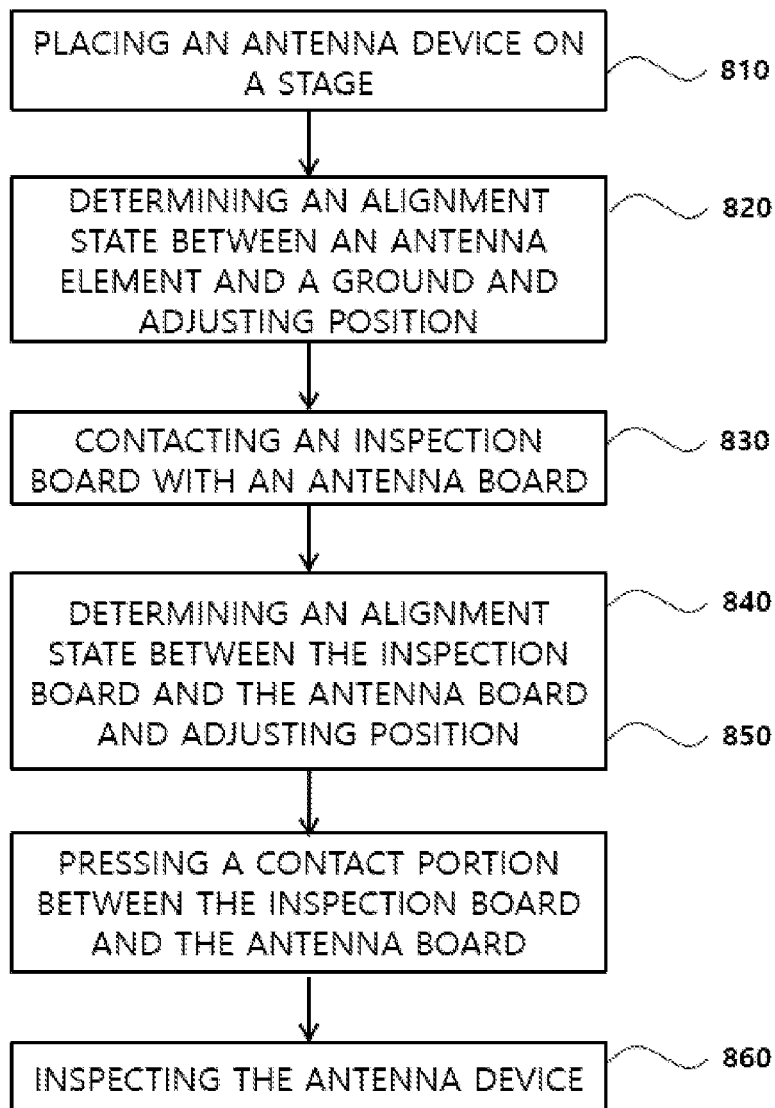 PLACING AN ANTENNA DEVICE ON
A STAGE
810
DETERMINING AN ALIGNMENT
STATE BETWEEN AN ANTENNA
ELEMENT AND A GROUND AND
ADJUSTING POSITION
820
CONTACTING AN INSPECTION
BOARD WITH AN ANTENNA BOARD
830
DETERMINING AN ALIGNMENT
STATE BETWEEN THE INSPECTION
BOARD AND THE ANTENNA BOARD
AND ADJUSTING POSITION
840
850
PRESSING A CONTACT PORTION
BETWEEN THE INSPECTION BOARD
AND THE ANTENNA BOARD
INSPECTING THE ANTENNA DEVICE
860